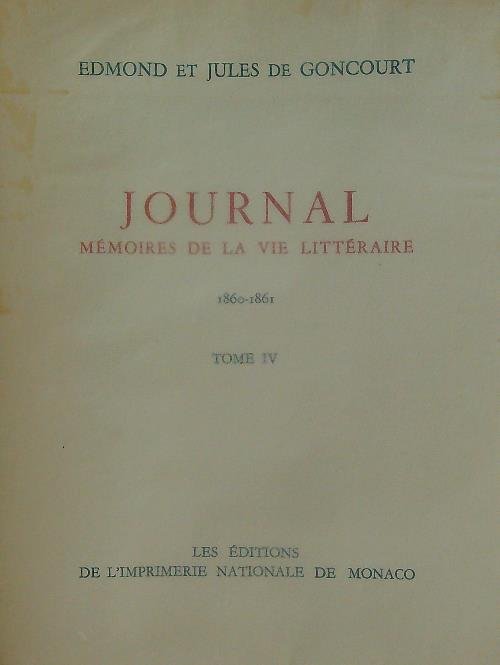 EDMOND ET JULES DE GONCOURT
JOURNAL
MÉMOIRES DE LA VIE LITTÉRAIRE
1860-1861
TOME IV
LES ÉDITIONS
DE L'IMPRIMERIE NATIONALE DE MONACO